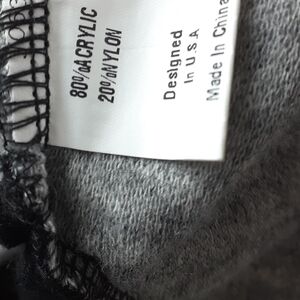 80%ACRYLIC
20%NYLON
Designed
In U.S.A
Made In China